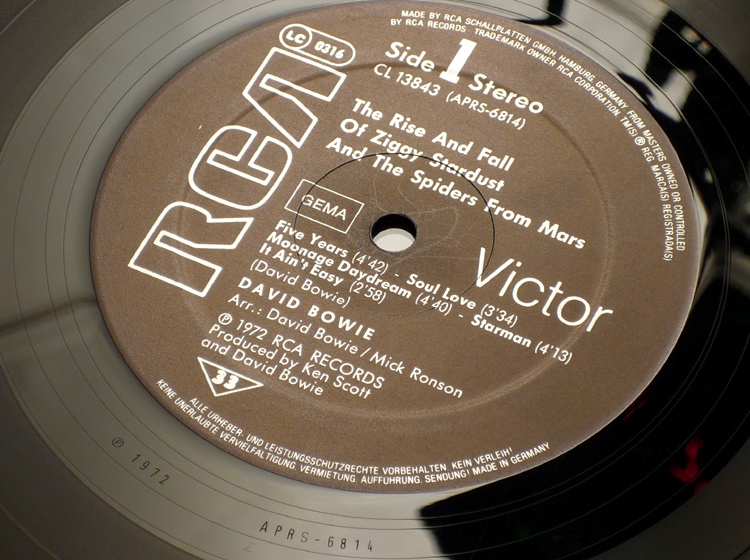 MADE BY RCA SCHALLPLATTEN GMBH, HAMBURG, GERMANY, FROM MASTERS OWNED OR CONTROLLED
BY RCA RECORDS TRADEMARK OWNER RCA CORPORATION TM(S)® REG MARCA(S) REGISTRADA(S)
LC 0316
RCA
Side 1 Stereo
CL 13843 (APRS-6814)
The Rise And Fall
Of Ziggy Stardust
And The Spiders From Mars
GEMA
Victor
Five Years (4'42) - Soul Love (3'34)
Moonage Daydream (4'40) - Starman (4'13)
It Ain't Easy (2'58)
(David Bowie)
DAVID BOWIE
Arr.: David Bowie / Mick Ronson
℗ 1972 RCA RECORDS
Produced by Ken Scott
and David Bowie
33
ALLE URHEBER- UND LEISTUNGSSCHUTZRECHTE VORBEHALTEN KEIN VERLEIH!
KEINE UNERLAUBTE VERVIELFÄLTIGUNG, VERMIETUNG, AUFFÜHRUNG, SENDUNG! MADE IN GERMANY
℗ 1972
APRS-6814